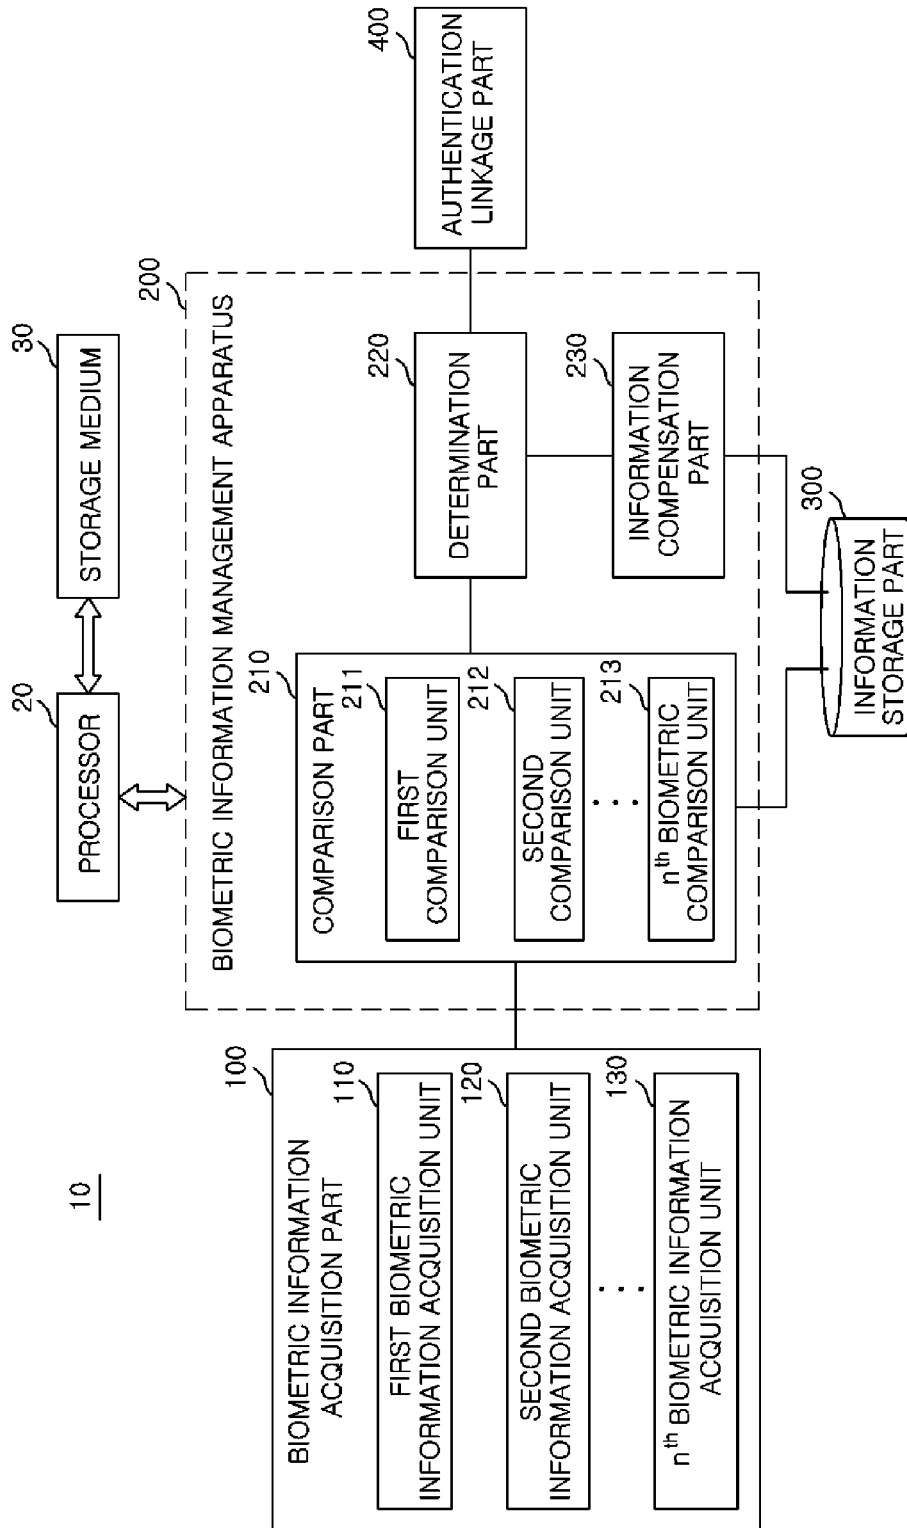 10
PROCESSOR
20
STORAGE MEDIUM
30
BIOMETRIC INFORMATION
ACQUISITION PART
100
FIRST BIOMETRIC
INFORMATION ACQUISITION UNIT
110
SECOND BIOMETRIC
INFORMATION ACQUISITION UNIT
120
. . .
nth BIOMETRIC INFORMATION
ACQUISITION UNIT
130
BIOMETRIC INFORMATION MANAGEMENT APPARATUS
200
COMPARISON PART
210
FIRST
COMPARISON UNIT
211
SECOND
COMPARISON UNIT
212
. . .
nth BIOMETRIC
COMPARISON UNIT
213
DETERMINATION
PART
220
INFORMATION
COMPENSATION
PART
230
AUTHENTICATION
LINKAGE PART
400
INFORMATION
STORAGE PART
300